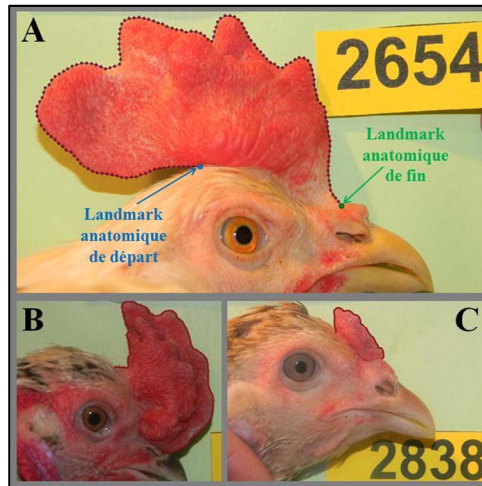 A
2654
Landmark
anatomique
de fin
Landmark
anatomique
de départ
B
C
2838